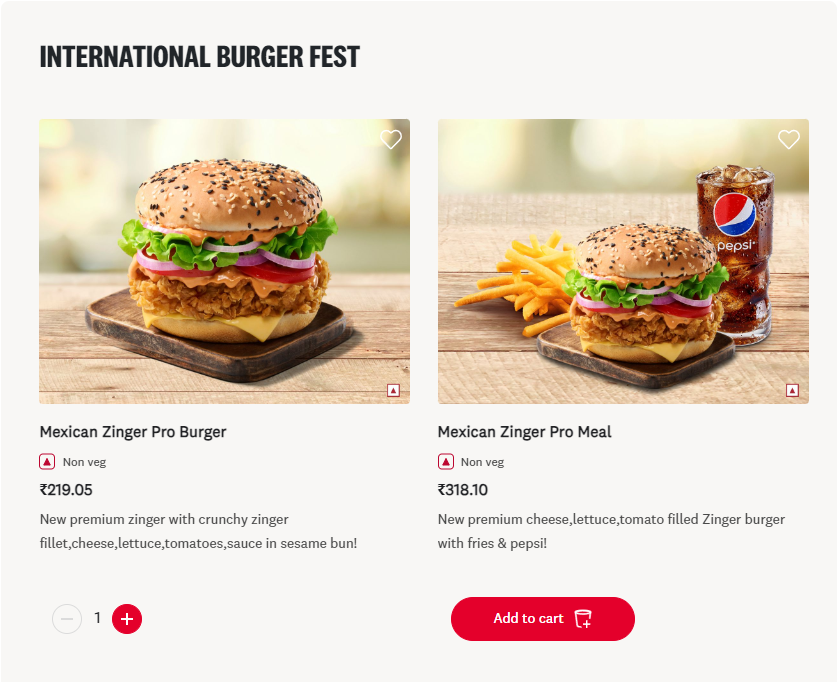 INTERNATIONAL BURGER FEST
pepsi
Mexican Zinger Pro Burger
Non veg
₹219.05
New premium zinger with crunchy zinger
fillet,cheese,lettuce,tomatoes,sauce in sesame bun!
1
Mexican Zinger Pro Meal
Non veg
₹318.10
New premium cheese,lettuce,tomato filled Zinger burger
with fries & pepsi!
Add to cart